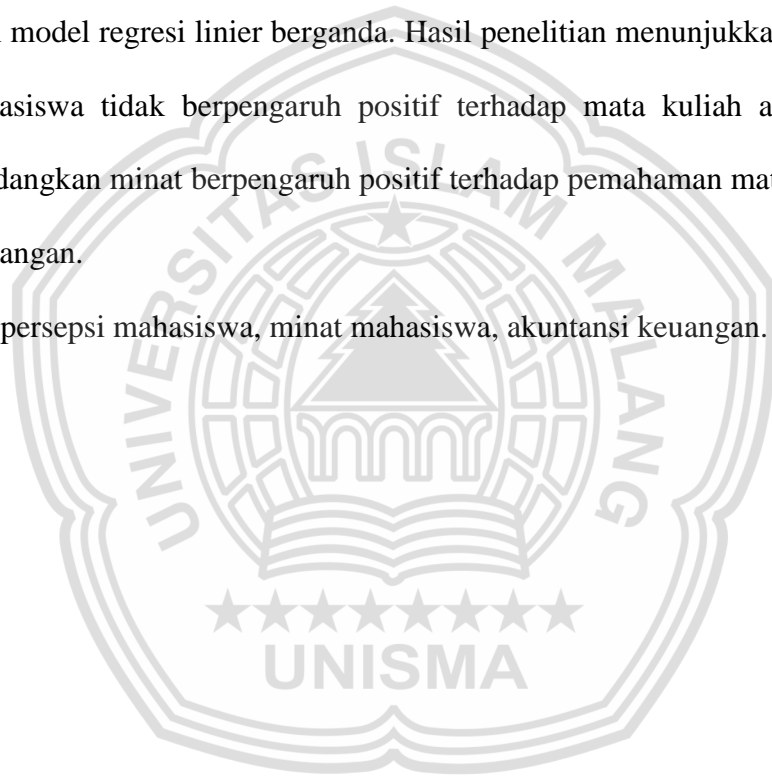 model regresi linier berganda. Hasil penelitian menunjukka
asiswa tidak berpengaruh positif terhadap mata kuliah a
dangkan minat berpengaruh positif terhadap pemahaman mat
angan.
persepsi mahasiswa, minat mahasiswa, akuntansi keuangan.
UNIVERSITAS ISLAM MALANG
UNISMA